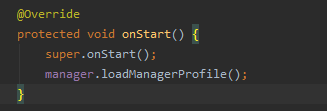 @Override
protected void onStart() {
    super.onStart();
    manager.loadManagerProfile();
}